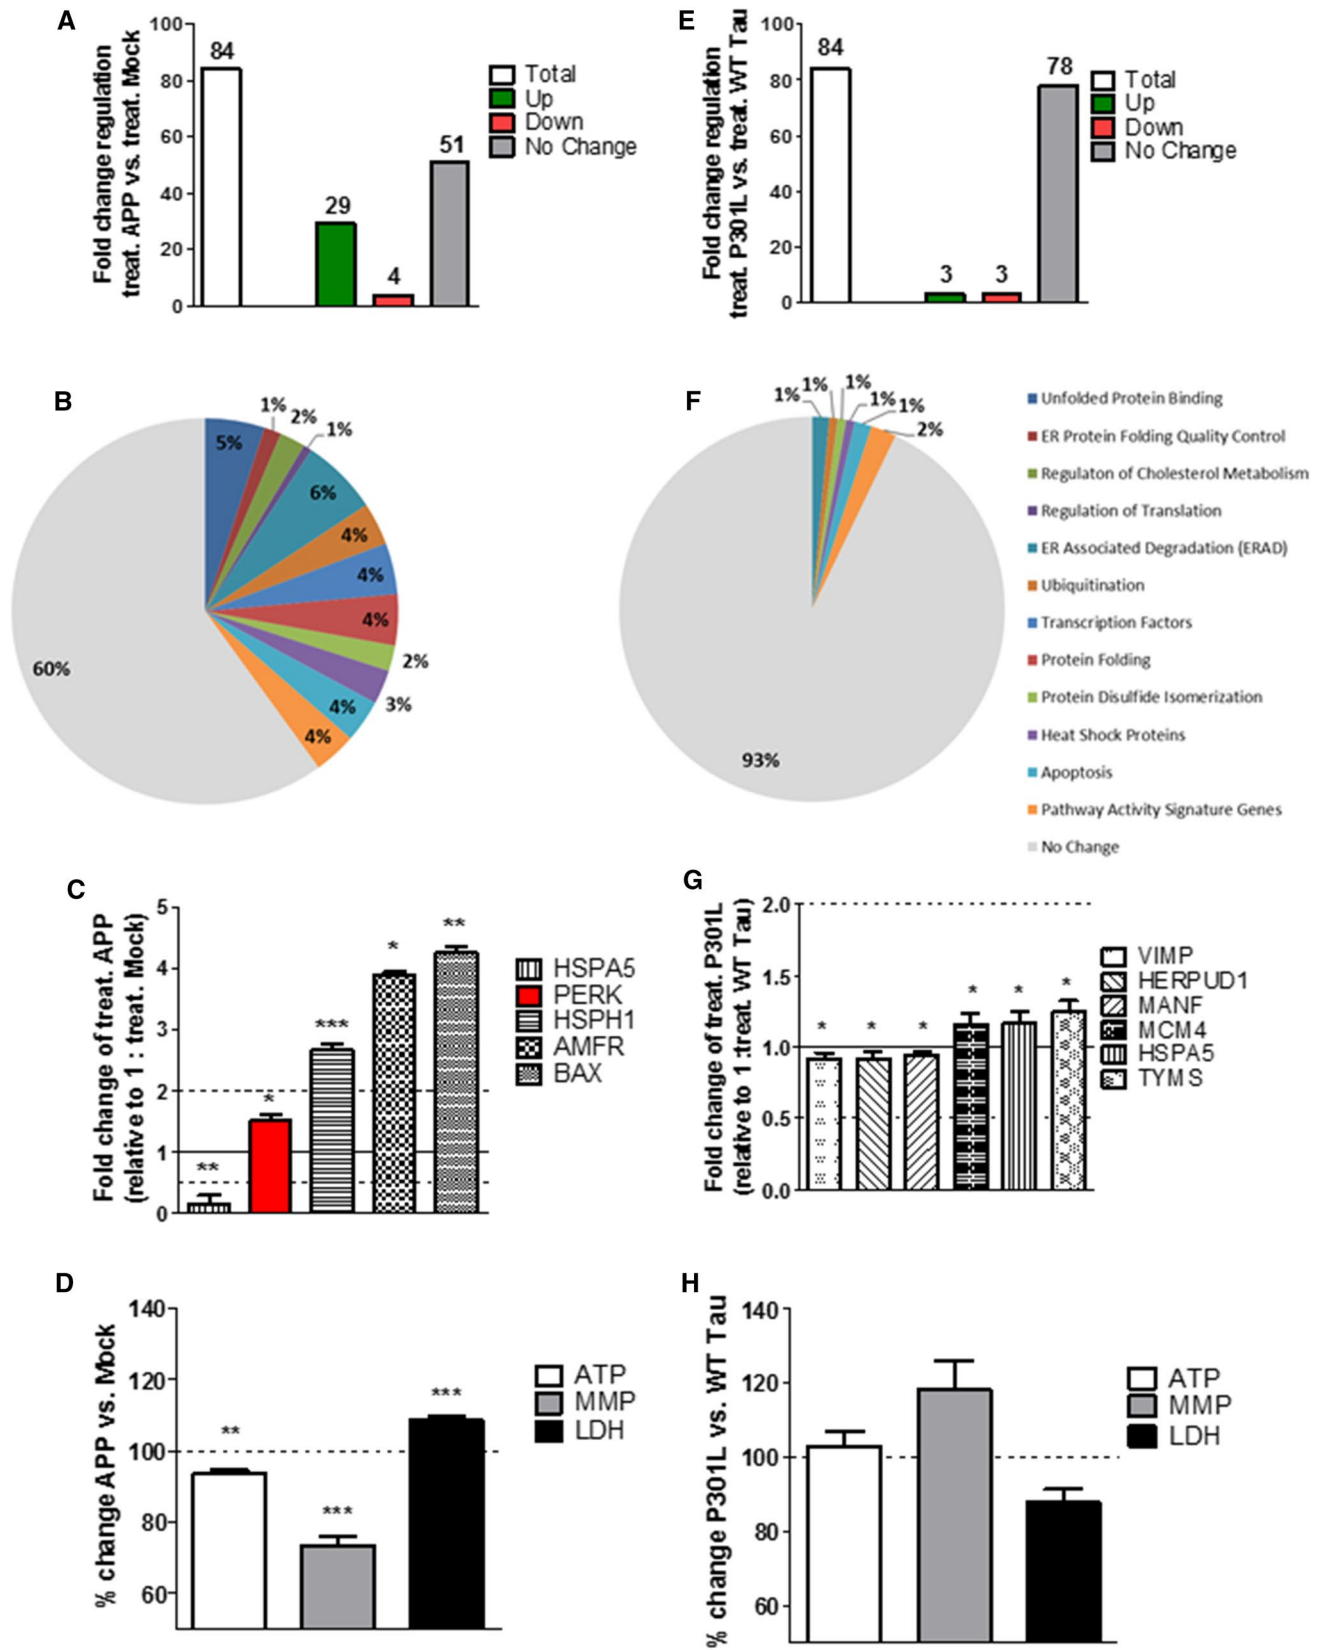 A
Fold change regulation
treat. APP vs. treat. Mock
100
80
60
40
20
0
84
29
4
51
Total
Up
Down
No Change
E
Fold change regulation
treat. P301L vs. treat. WT Tau
100
80
60
40
20
0
84
3
3
78
Total
Up
Down
No Change
B
5%
1%
2%
1%
6%
4%
4%
4%
2%
3%
4%
4%
60%
F
1%
1%
1%
1%
1%
2%
93%
Unfolded Protein Binding
ER Protein Folding Quality Control
Regulaton of Cholesterol Metabolism
Regulation of Translation
ER Associated Degradation (ERAD)
Ubiquitination
Transcription Factors
Protein Folding
Protein Disulfide Isomerization
Heat Shock Proteins
Apoptosis
Pathway Activity Signature Genes
No Change
C
Fold change of treat. APP
(relative to 1 : treat. Mock)
5
4
3
2
1
0
**
*
***
*
**
HSPA5
PERK
HSPH1
AMFR
BAX
G
Fold change of treat. P301L
(relative to 1 :treat. WT Tau)
2.0
1.5
1.0
0.5
0.0
*
*
*
*
*
*
VIMP
HERPUD1
MANF
MCM4
HSPA5
TYMS
D
% change APP vs. Mock
140
120
100
80
60
**
***
***
ATP
MMP
LDH
H
% change P301L vs. WT Tau
140
120
100
80
60
ATP
MMP
LDH